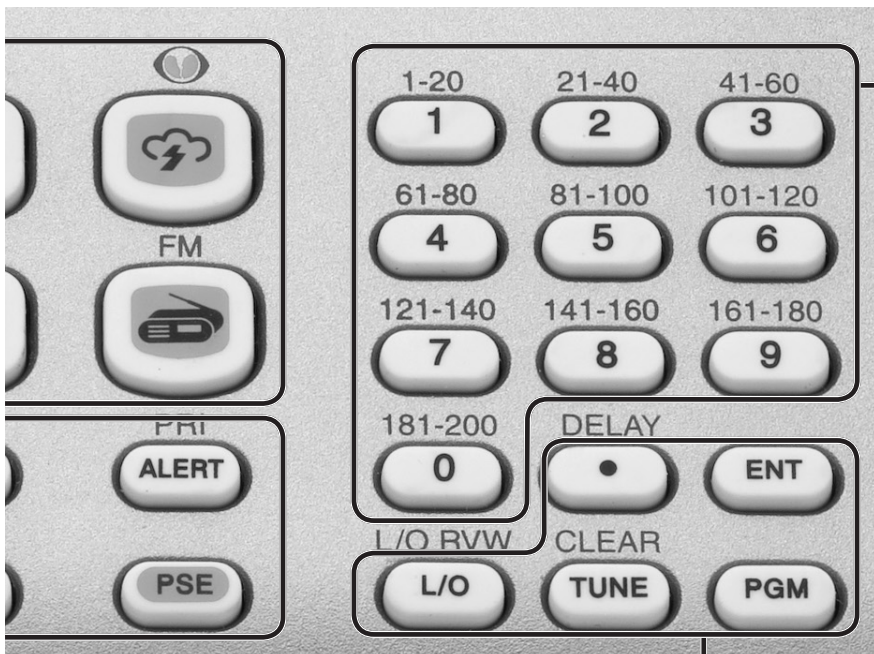 1-20 21-40 41-60
1 2 3
61-80 81-100 101-120
4 5 6
FM
121-140 141-160 161-180
7 8 9
PRI 181-200 DELAY
ALERT 0 • ENT
L/O RVW CLEAR
PSE L/O TUNE PGM